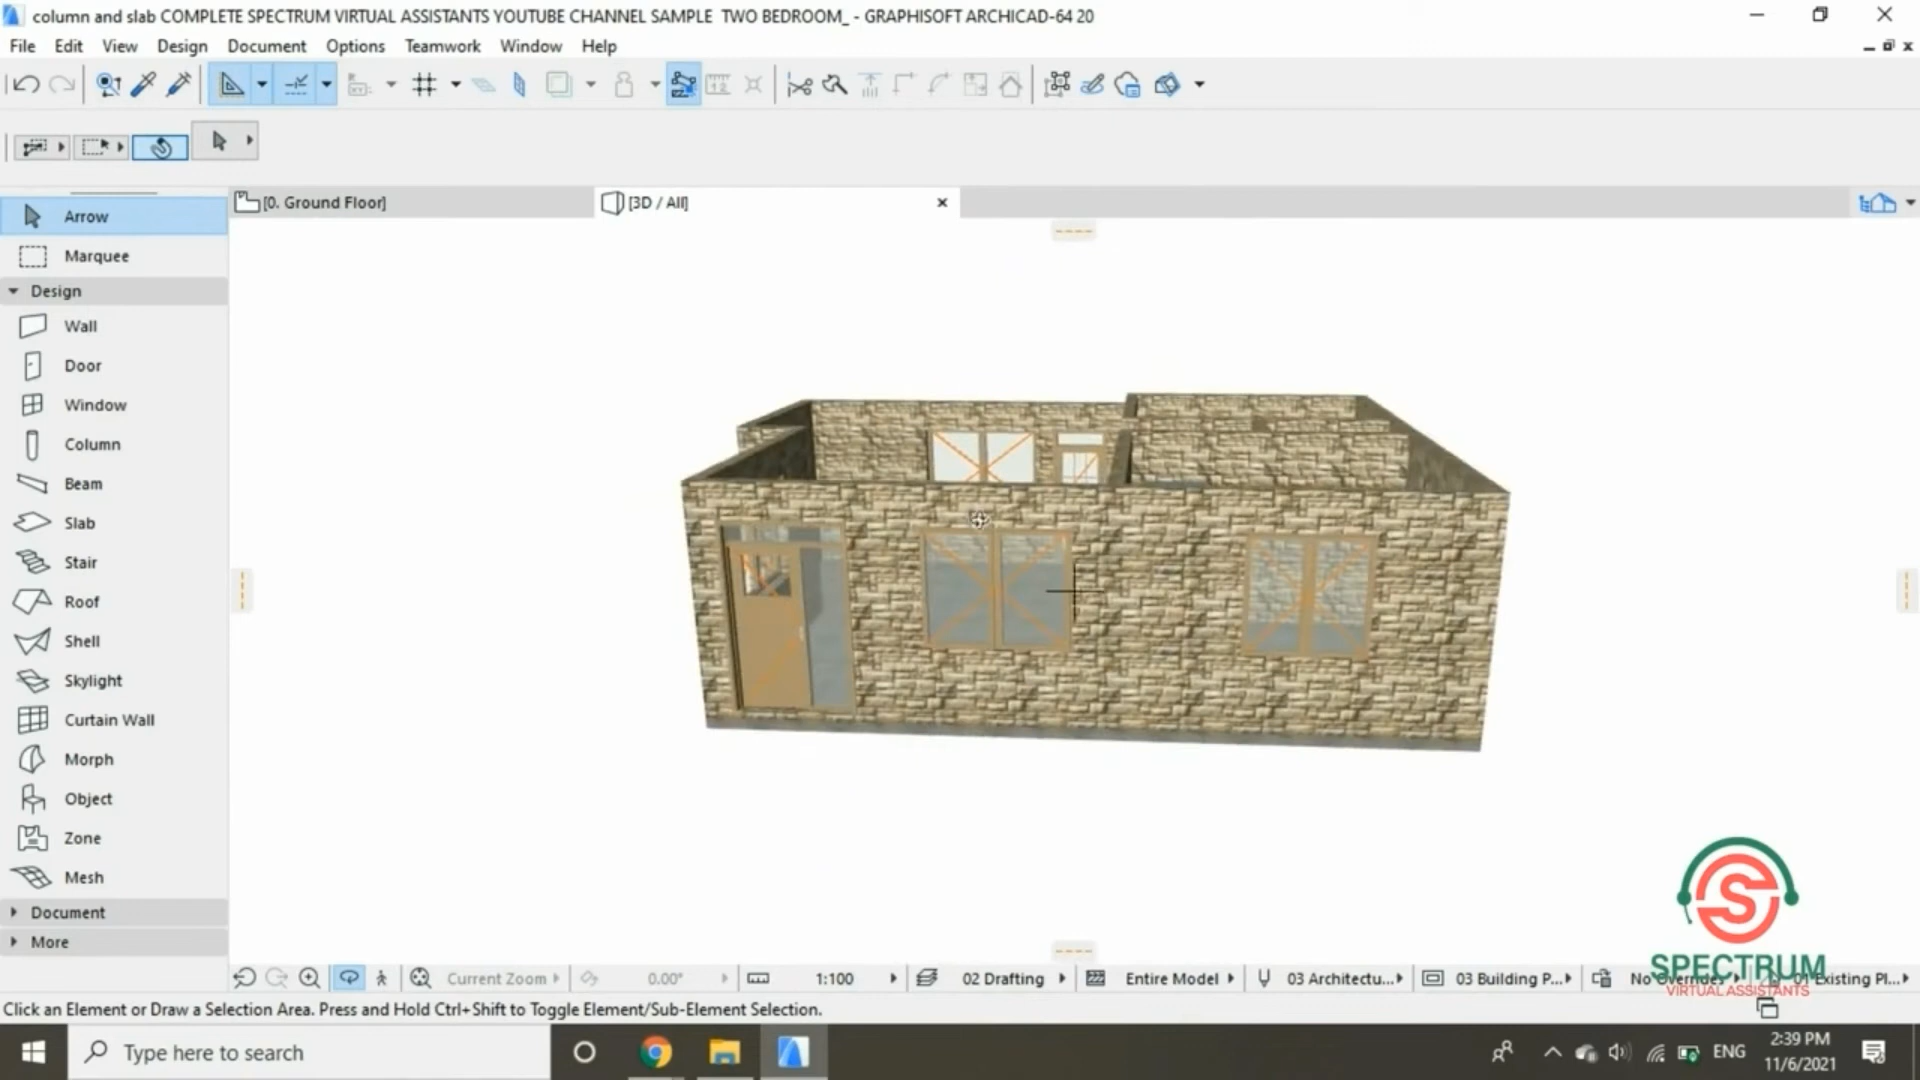 column and slab COMPLETE SPECTRUM VIRTUAL ASSISTANTS YOUTUBE CHANNEL SAMPLE  TWO BEDROOM_ - GRAPHISOFT ARCHICAD-64 20
File Edit View Design Document Options Teamwork Window Help
[0. Ground Floor] [3D / All]
Arrow
Marquee
Design
Wall
Door
Window
Column
Beam
Slab
Stair
Roof
Shell
Skylight
Curtain Wall
Morph
Object
Zone
Mesh
Document
More
SPECTRUM
VIRTUAL ASSISTANTS
Current Zoom 0.00° 1:100 02 Drafting Entire Model 03 Architectu... 03 Building P... No Overrides 01 Existing Pl...
Click an Element or Draw a Selection Area. Press and Hold Ctrl+Shift to Toggle Element/Sub-Element Selection.
Type here to search
ENG
2:39 PM
11/6/2021